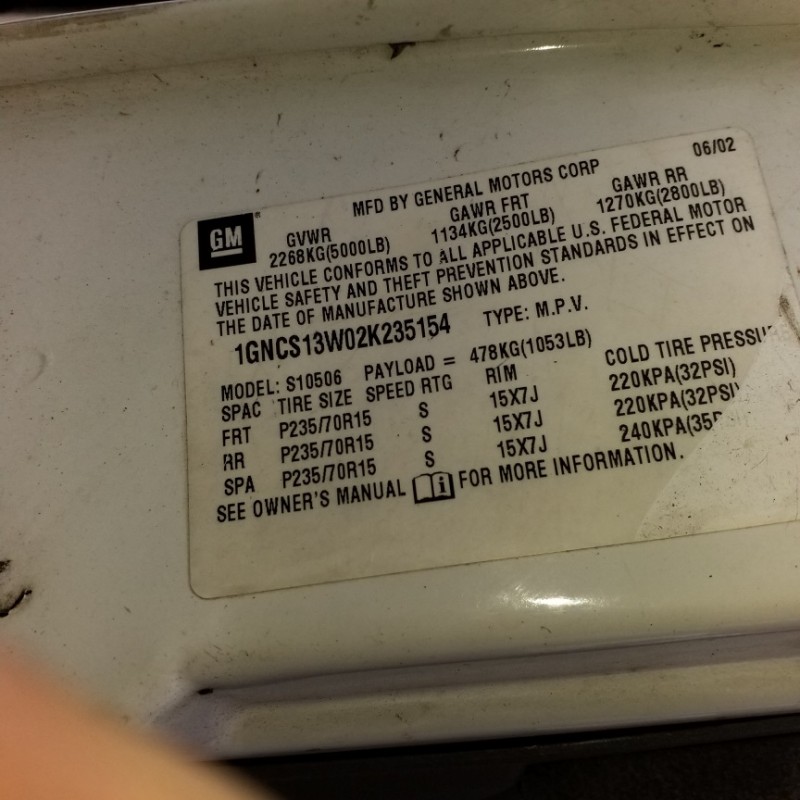 06/02
MFD BY GENERAL MOTORS CORP
GM
GVWR GAWR FRT GAWR RR
2268KG(5000LB) 1134KG(2500LB) 1270KG(2800LB)
THIS VEHICLE CONFORMS TO ALL APPLICABLE U.S. FEDERAL MOTOR
VEHICLE SAFETY AND THEFT PREVENTION STANDARDS IN EFFECT ON
THE DATE OF MANUFACTURE SHOWN ABOVE.
1GNCS13W02K235154 TYPE: M.P.V.
MODEL: S10506 PAYLOAD = 478KG(1053LB)
SPAC TIRE SIZE SPEED RTG RIM COLD TIRE
FRT P235/70R15 S 15X7J 220KPA(32PSI)
RR P235/70R15 S 15X7J 220KPA(32PSI)
SPA P235/70R15 S 15X7J 240KPA(35
SEE OWNER'S MANUAL FOR MORE INFORMATION.